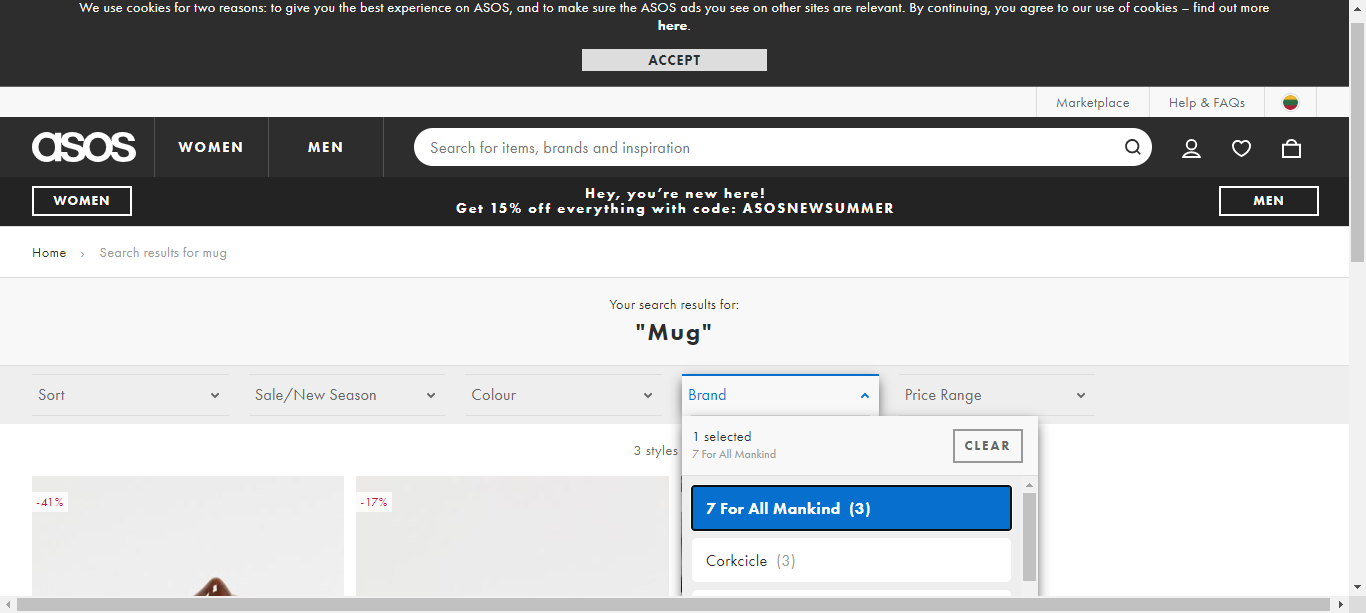 We use cookies for two reasons: to give you the best experience on ASOS, and to make sure the ASOS ads you see on other sites are relevant. By continuing, you agree to our use of cookies – find out more
here.
ACCEPT
Marketplace
Help & FAQs
asos
WOMEN
MEN
Search for items, brands and inspiration
WOMEN
Hey, you're new here!
Get 15% off everything with code: ASOSNEWSUMMER
MEN
Home › Search results for mug
Your search results for:
"Mug"
Sort
Sale/New Season
Colour
Brand
Price Range
3 styles
1 selected
7 For All Mankind
CLEAR
-41%
-17%
7 For All Mankind (3)
Corkcicle (3)